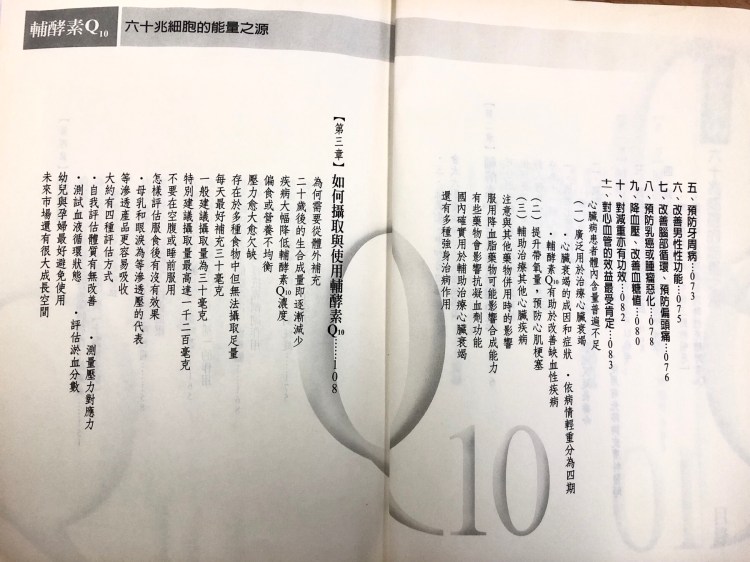 輔酵素Q10
六十兆細胞的能量之源
五、預防牙周病…073
六、改善男性性功能…075
七、改善腦部循環、預防偏頭痛…076
八、預防乳癌或腫瘤惡化…078
九、降血壓、改善血糖值…080
十、對減重亦有功效…082
十一、對心血管的效益最受肯定…083
心臟病患者體內含量普遍不足
(一)廣泛用於治療心臟衰竭
・心臟衰竭的成因和症狀 ・依病情輕重分為四期
・輔酵素Q10有助於改善缺血性疾病
(二)提升帶氧量，預防心肌梗塞
(三)輔助治療其他心臟疾病
注意與其他藥物併用時的影響
服用降血脂藥物可能影響合成能力
有些藥物會影響抗凝血劑功能
國內確實用於輔助治療心臟衰竭
還有多種強身治病作用
【第三章】如何攝取與使用輔酵素Q10……108
為何需要從體外補充
二十歲後的生合成量即逐漸減少
疾病大幅降低輔酵素Q10濃度
偏食或營養不均衡
壓力愈大愈欠缺
存在於多種食物中但無法攝取足量
每天最好補充三十毫克
一般建議攝取量為三十毫克
特別建議攝取量最高達一千二百毫克
不要在空腹或睡前服用
怎樣評估服食後有沒有效果
・母乳和眼淚為等滲透壓的代表
等滲透產品更容易吸收
大約有四種評估方式
・自我評估體質有無改善 ・測量壓力對應力
・測試血液循環狀態 ・評估淤血分數
幼兒與孕婦最好避免使用
未來市場還有很大成長空間
Q10